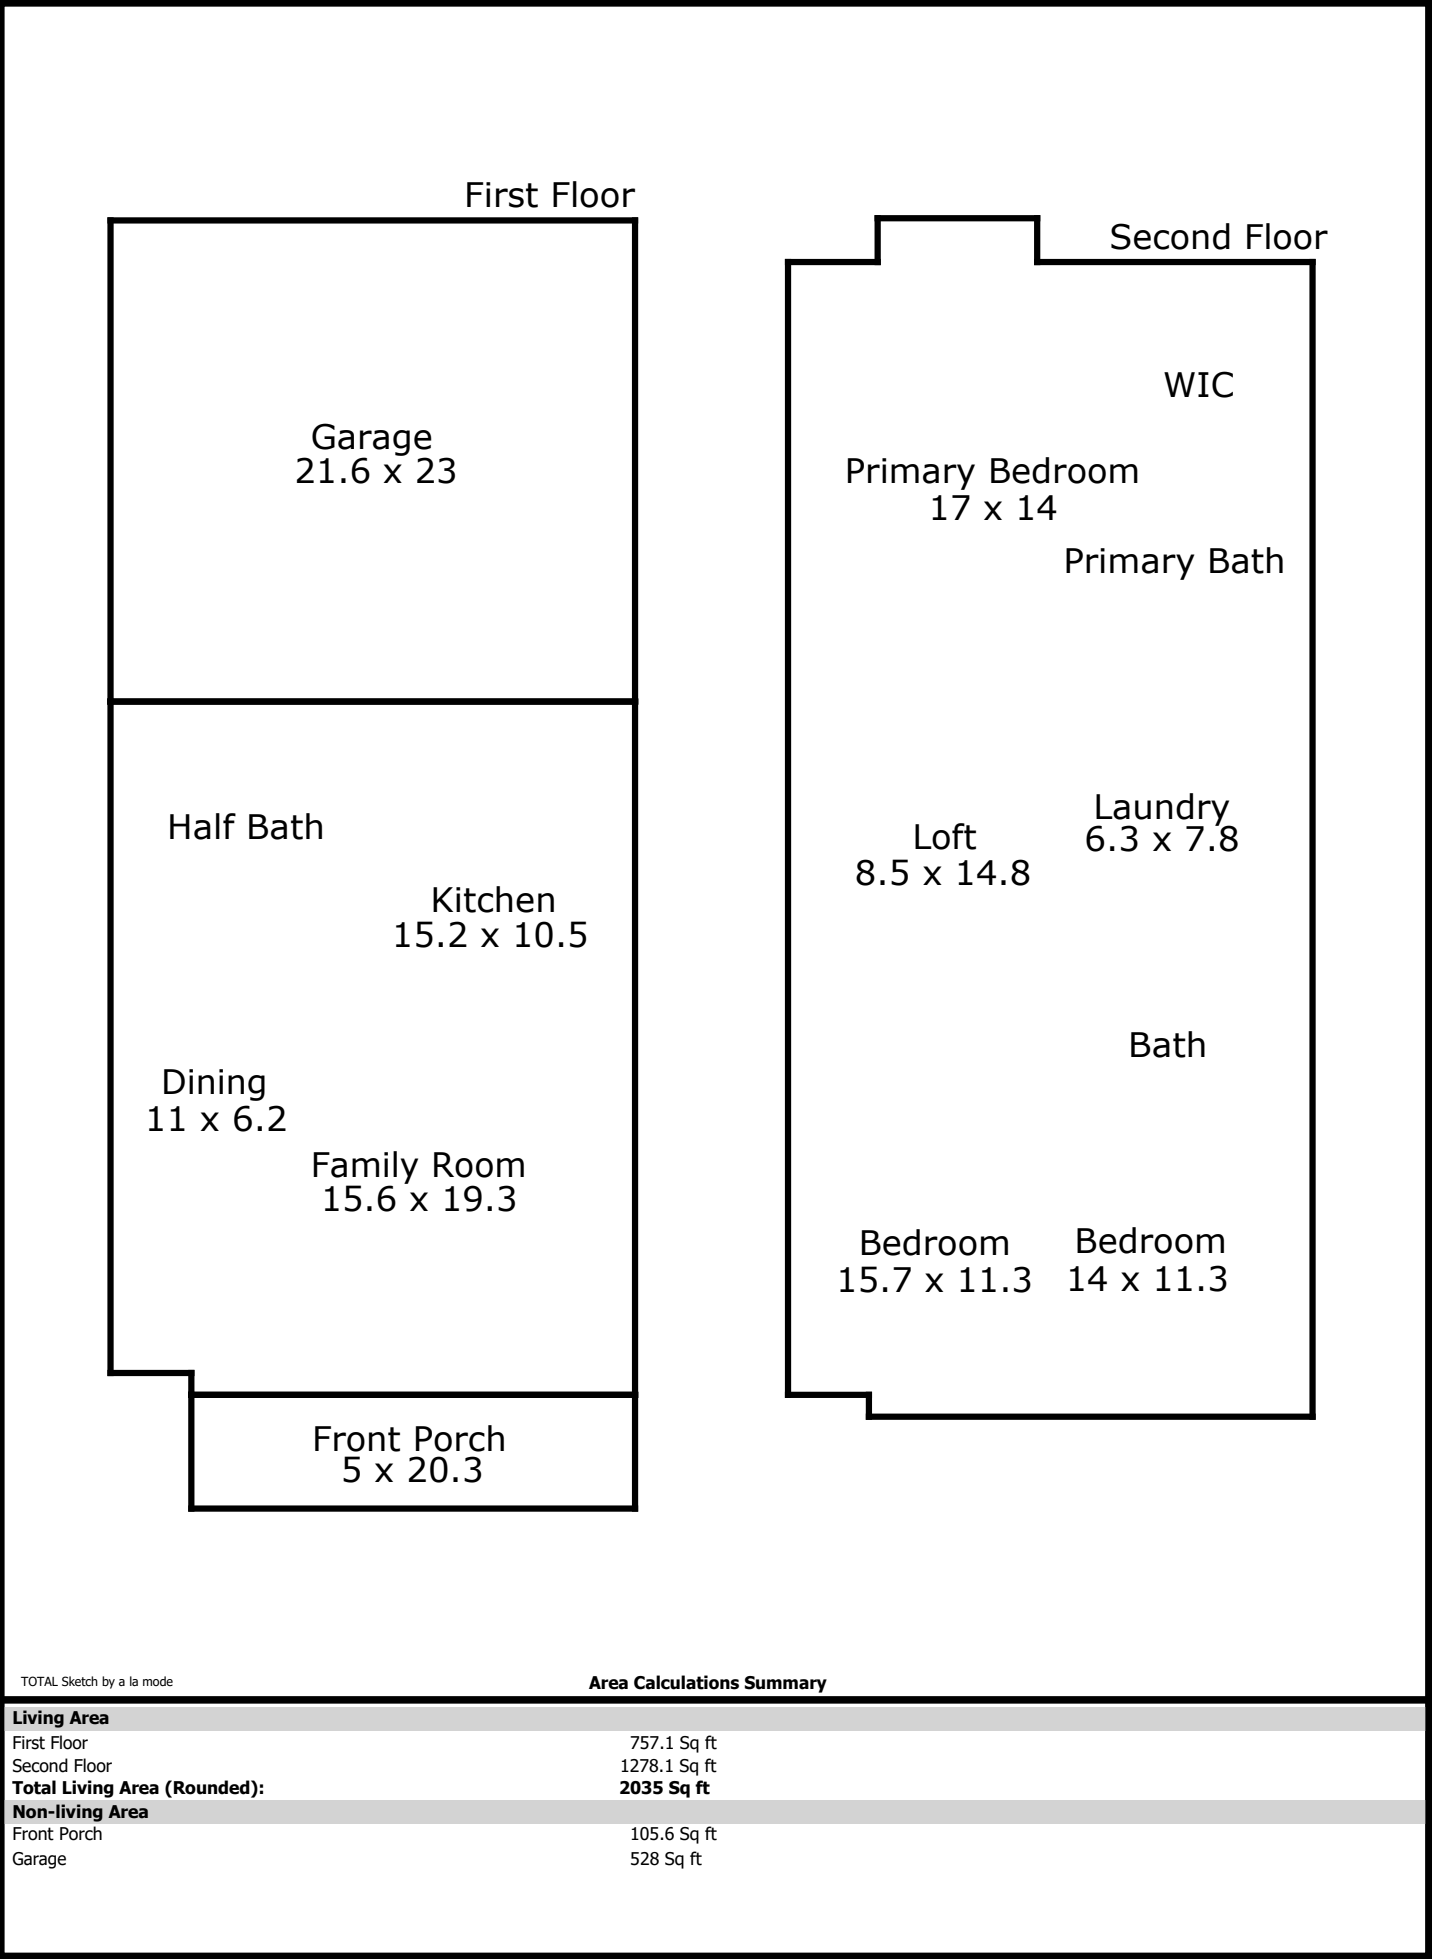 First Floor
Second Floor
Garage
21.6 x 23
WIC
Primary Bedroom
17 x 14
Primary Bath
Half Bath
Kitchen
15.2 x 10.5
Loft
8.5 x 14.8
Laundry
6.3 x 7.8
Bath
Dining
11 x 6.2
Family Room
15.6 x 19.3
Bedroom
15.7 x 11.3
Bedroom
14 x 11.3
Front Porch
5 x 20.3
TOTAL Sketch by a la mode
Area Calculations Summary
Living Area
First Floor 757.1 Sq ft
Second Floor 1278.1 Sq ft
Total Living Area (Rounded): 2035 Sq ft
Non-living Area
Front Porch 105.6 Sq ft
Garage 528 Sq ft